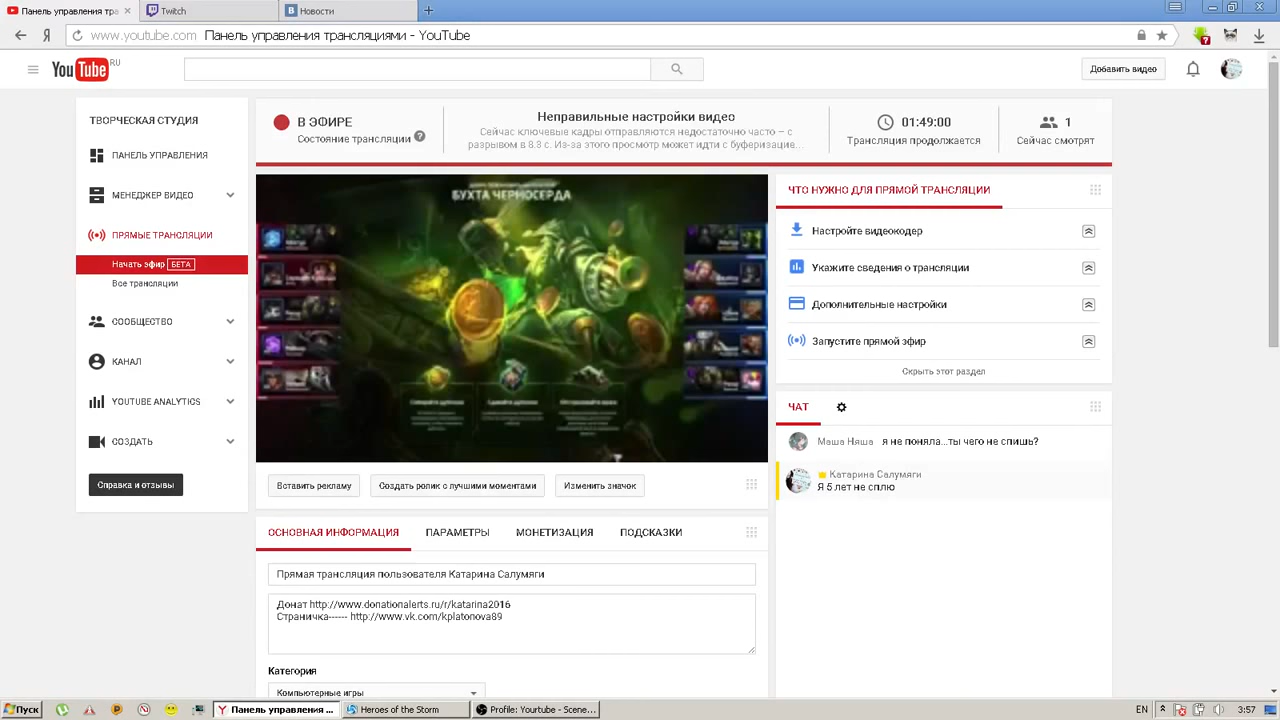 Панель управления тра
Twitch
Новости
www.youtube.com Панель управления трансляциями - YouTube
YouTube RU
Добавить видео
ТВОРЧЕСКАЯ СТУДИЯ
ПАНЕЛЬ УПРАВЛЕНИЯ
МЕНЕДЖЕР ВИДЕО
ПРЯМЫЕ ТРАНСЛЯЦИИ
Начать эфир БЕТА
Все трансляции
СООБЩЕСТВО
КАНАЛ
YOUTUBE ANALYTICS
СОЗДАТЬ
Справка и отзывы
В ЭФИРЕ
Состояние трансляции
Неправильные настройки видео
Сейчас ключевые кадры отправляются недостаточно часто – с
разрывом в 8.8 с. Из-за этого просмотр может идти с буферизацие...
01:49:00
Трансляция продолжается
1
Сейчас смотрят
БУХТА ЧЕРНОСЕРДА
Вставить рекламу
Создать ролик с лучшими моментами
Изменить значок
ОСНОВНАЯ ИНФОРМАЦИЯ
ПАРАМЕТРЫ
МОНЕТИЗАЦИЯ
ПОДСКАЗКИ
Прямая трансляция пользователя Катарина Салумяги
Донат http://www.donationalerts.ru/r/katarina2016
Страничка------ http://www.vk.com/kplatonova89
Категория
Компьютерные игры
ЧТО НУЖНО ДЛЯ ПРЯМОЙ ТРАНСЛЯЦИИ
Настройте видеокодер
Укажите сведения о трансляции
Дополнительные настройки
Запустите прямой эфир
Скрыть этот раздел
ЧАТ
Маша Няша я не поняла...ты чего не спишь?
Катарина Салумяги
Я 5 лет не сплю
Пуск
Панель управления ...
Heroes of the Storm
Profile: Yourtube - Scene...
EN
3:57